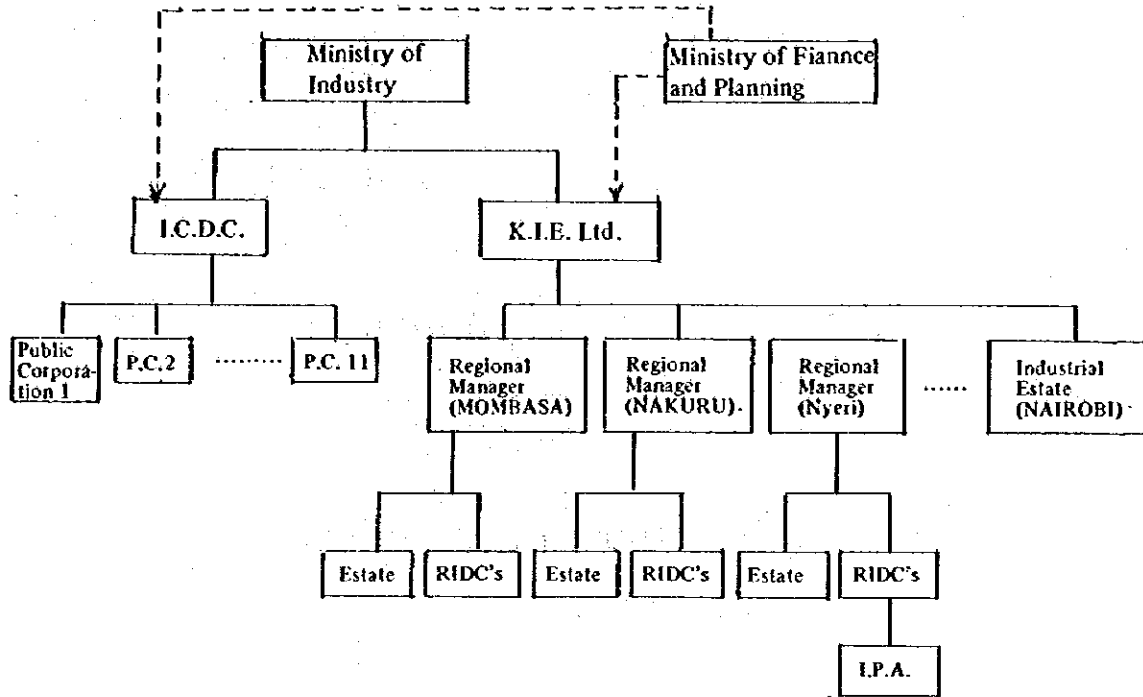 Ministry of
Industry
Ministry of Fiannce
and Planning
I.C.D.C.
K.I.E. Ltd.
Public
Corpora-
tion 1
P.C.2
.........
P.C. 11
Regional
Manager
(MOMBASA)
Regional
Manager
(NAKURU).
Regional
Manager
(Nyeri)
......
Industrial
Estate
(NAIROBI)
Estate
RIDC's
Estate
RIDC's
Estate
RIDC's
I.P.A.